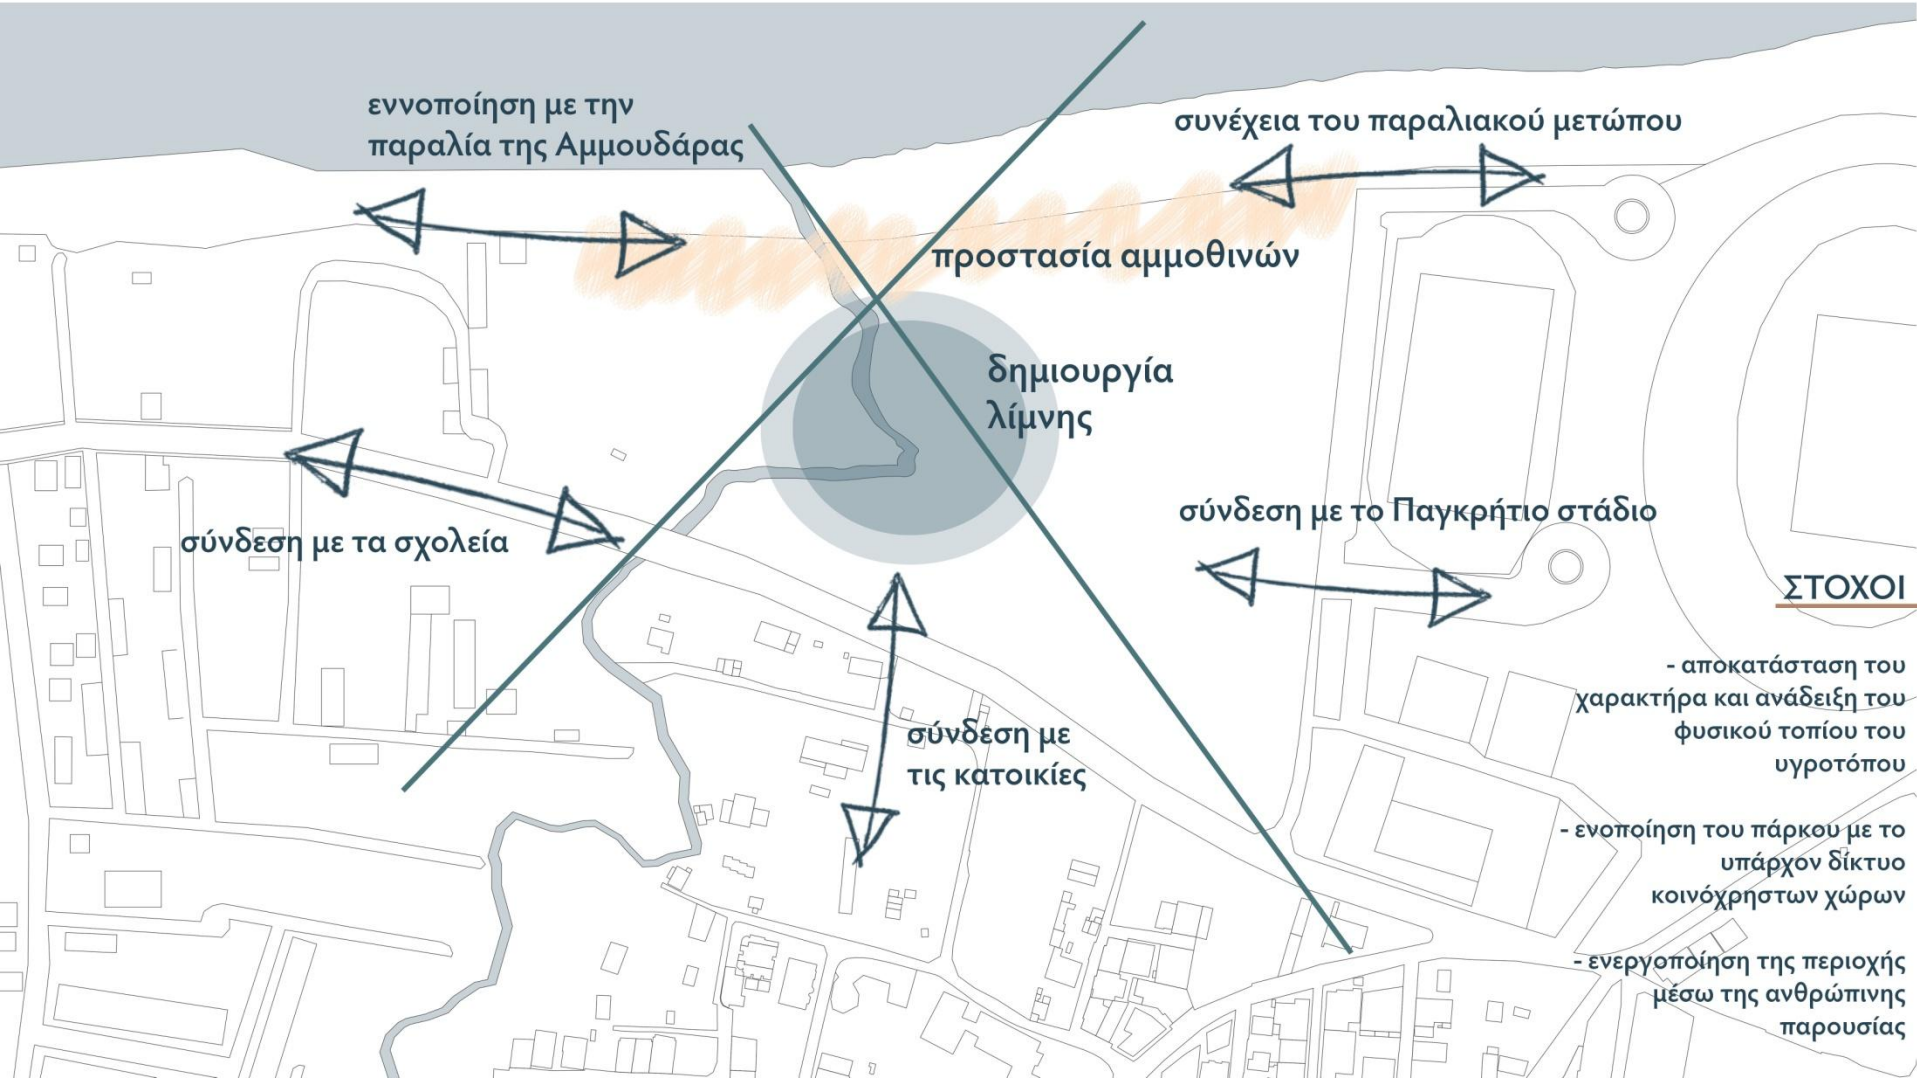 εννοποίηση με την
παραλία της Αμμουδάρας
συνέχεια του παραλιακού μετώπου
προστασία αμμοθινών
δημιουργία
λίμνης
σύνδεση με τα σχολεία
σύνδεση με το Παγκρήτιο στάδιο
σύνδεση με
τις κατοικίες
ΣΤΟΧΟΙ
- αποκατάσταση του
χαρακτήρα και ανάδειξη του
φυσικού τοπίου του
υγροτόπου
- ενοποίηση του πάρκου με το
υπάρχον δίκτυο
κοινόχρηστων χώρων
- ενεργοποίηση της περιοχής
μέσω της ανθρώπινης
παρουσίας